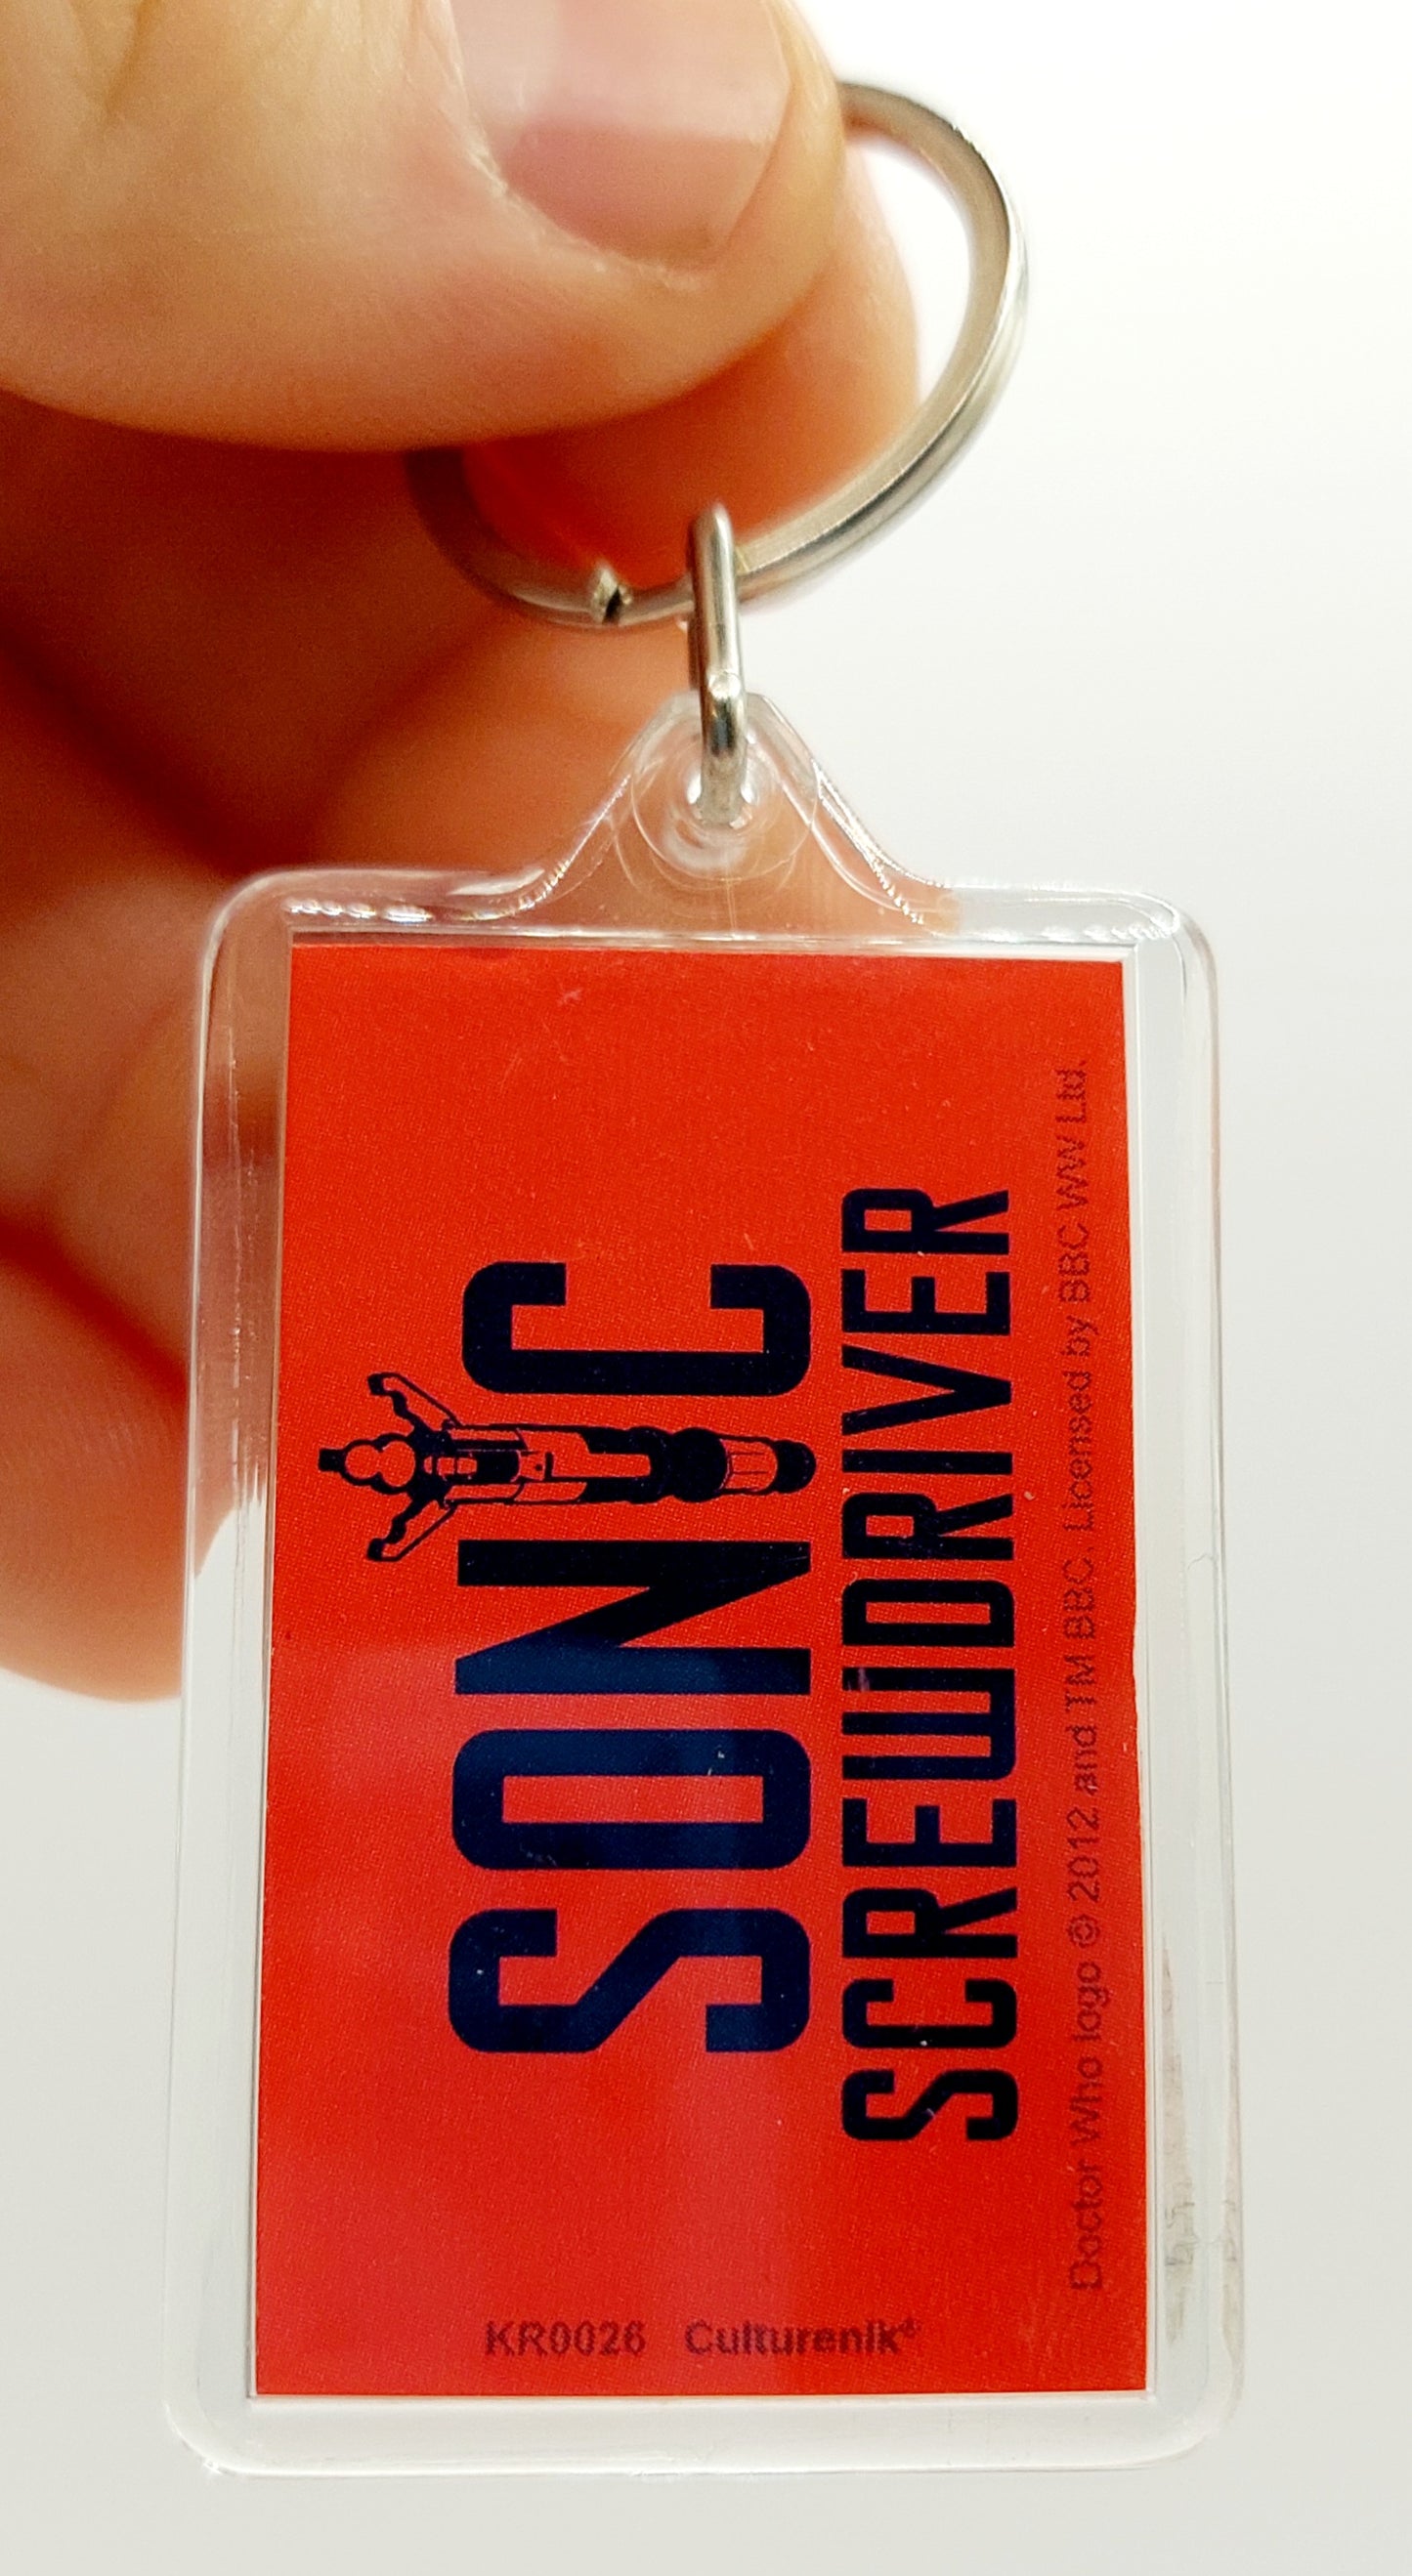 SONIC
SCREWDRIVER
Doctor Who logo © 2012 and TM BBC. Licensed by BBC WW Ltd.
KR0026 Culturenik®